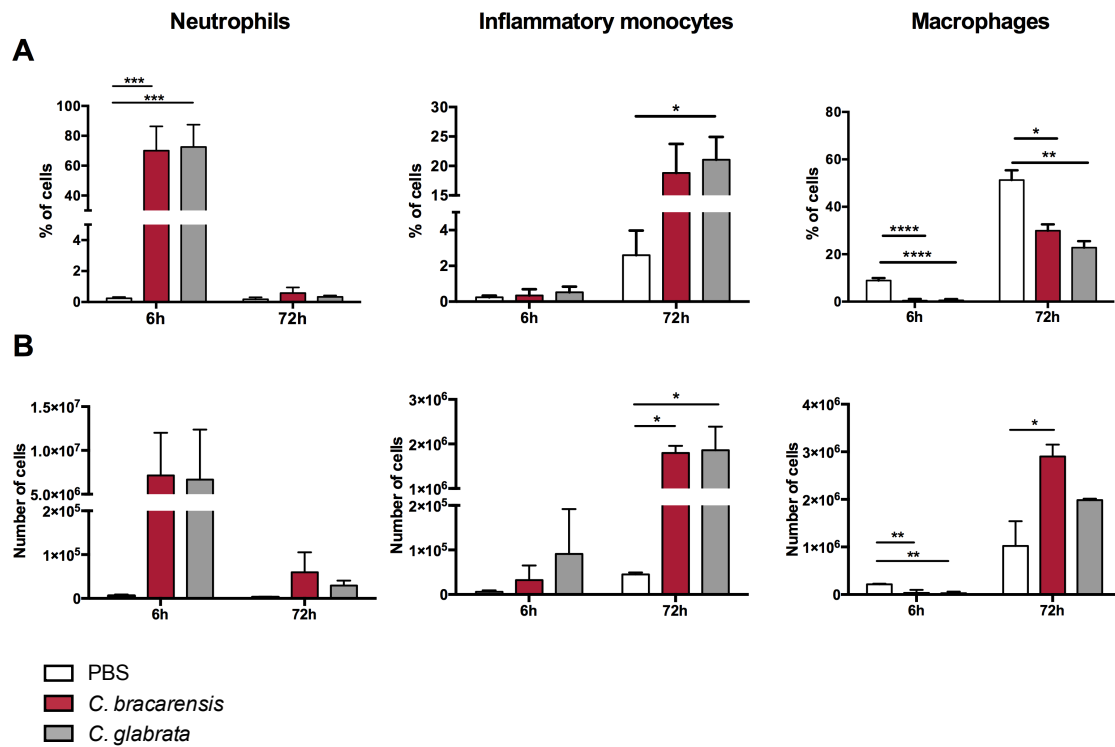 Neutrophils
Inflammatory monocytes
Macrophages
A
% of cells
100
80
60
40
4
2
0
***
***
6h
72h
% of cells
30
25
20
15
4
2
0
*
6h
72h
% of cells
80
60
40
20
0
****
****
*
**
6h
72h
B
Number of cells
1.5×10⁷
1.0×10⁷
5.0×10⁶
2×10⁵
1×10⁵
0
6h
72h
Number of cells
3×10⁶
2×10⁶
1×10⁶
2×10⁵
1×10⁵
0
*
*
6h
72h
Number of cells
4×10⁶
3×10⁶
2×10⁶
1×10⁶
0
**
**
*
6h
72h
PBS
C. bracarensis
C. glabrata